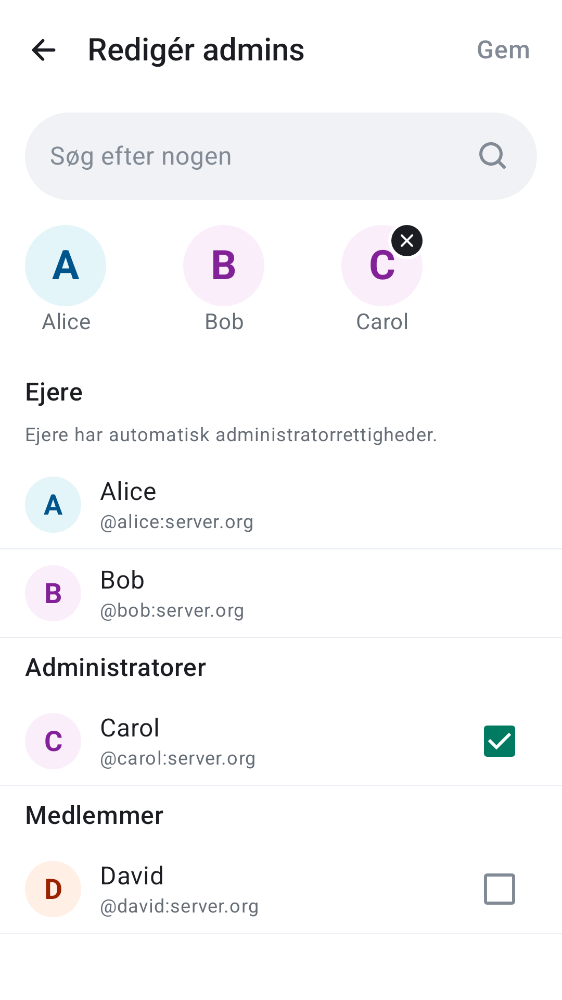 Redigér admins
Gem
Søg efter nogen
A
B
C
Alice
Bob
Carol
Ejere
Ejere har automatisk administratorrettigheder.
A
Alice
@alice:server.org
B
Bob
@bob:server.org
Administratorer
C
Carol
@carol:server.org
Medlemmer
D
David
@david:server.org